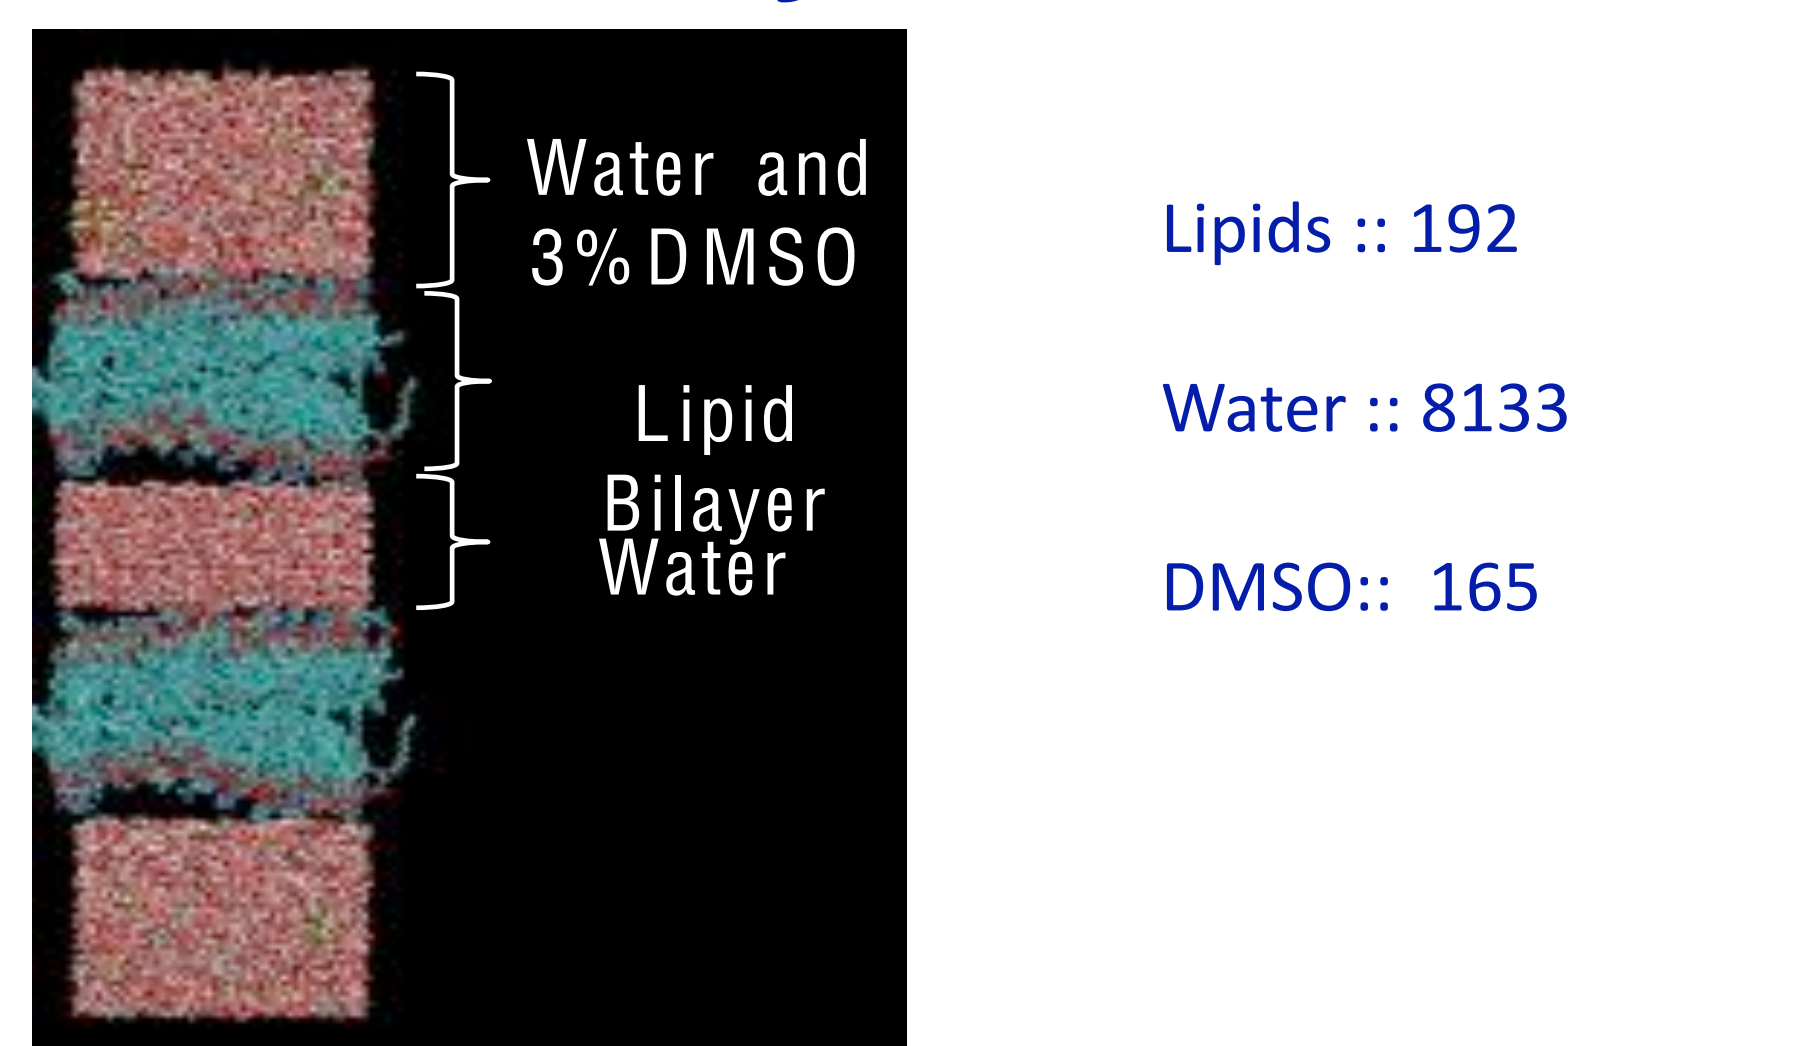 Water and
3% DMSO
Lipid
Bilayer
Water
Lipids :: 192
Water :: 8133
DMSO:: 165